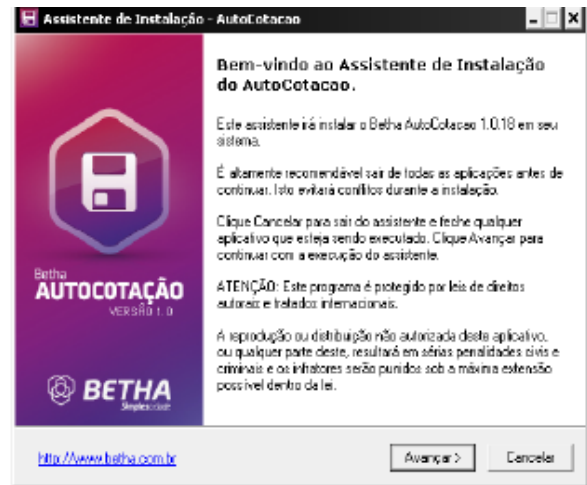 Assistente de Instalação - AutoCotacao
Bem-vindo ao Assistente de Instalação
do AutoCotacao.
Este assistente irá instalar o Betha AutoCotacao 1.0.18 em seu
sistema.
É altamente recomendável sair de todas as aplicações antes de
continuar. Isto evitará conflitos durante a instalação.
Clique Cancelar para sair do assistente e feche qualquer
aplicativo que esteja sendo executado. Clique Avançar para
continuar com a execução do assistente.
ATENÇÃO: Este programa é protegido por leis de direitos
autorais e tratados internacionais.
A reprodução ou distribuição não autorizada deste aplicativo,
ou qualquer parte deste, resultará em sérias penalidades civis e
criminais e os infratores serão punidos sob a máxima extensão
possível dentro da lei.
Betha
AUTOCOTAÇÃO
VERSÃO 1.0
BETHA
http://www.betha.com.br
Avançar >
Cancelar